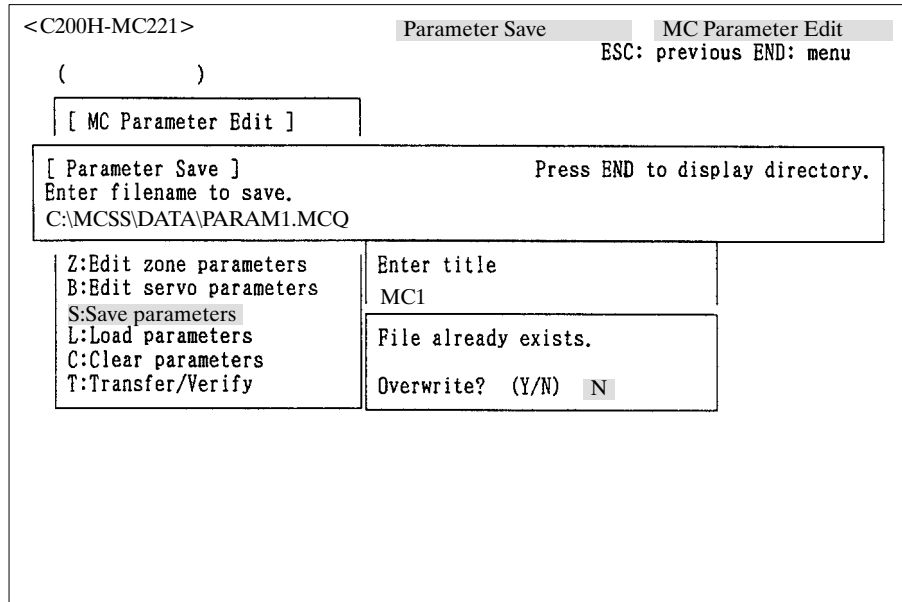 <C200H-MC221> Parameter Save MC Parameter Edit
ESC: previous END: menu
( )
[ MC Parameter Edit ]
[ Parameter Save ] Press END to display directory.
Enter filename to save.
C:\MCSS\DATA\PARAM1.MCQ
Z:Edit zone parameters
B:Edit servo parameters
S:Save parameters
L:Load parameters
C:Clear parameters
T:Transfer/Verify
Enter title
MC1
File already exists.
Overwrite? (Y/N) N